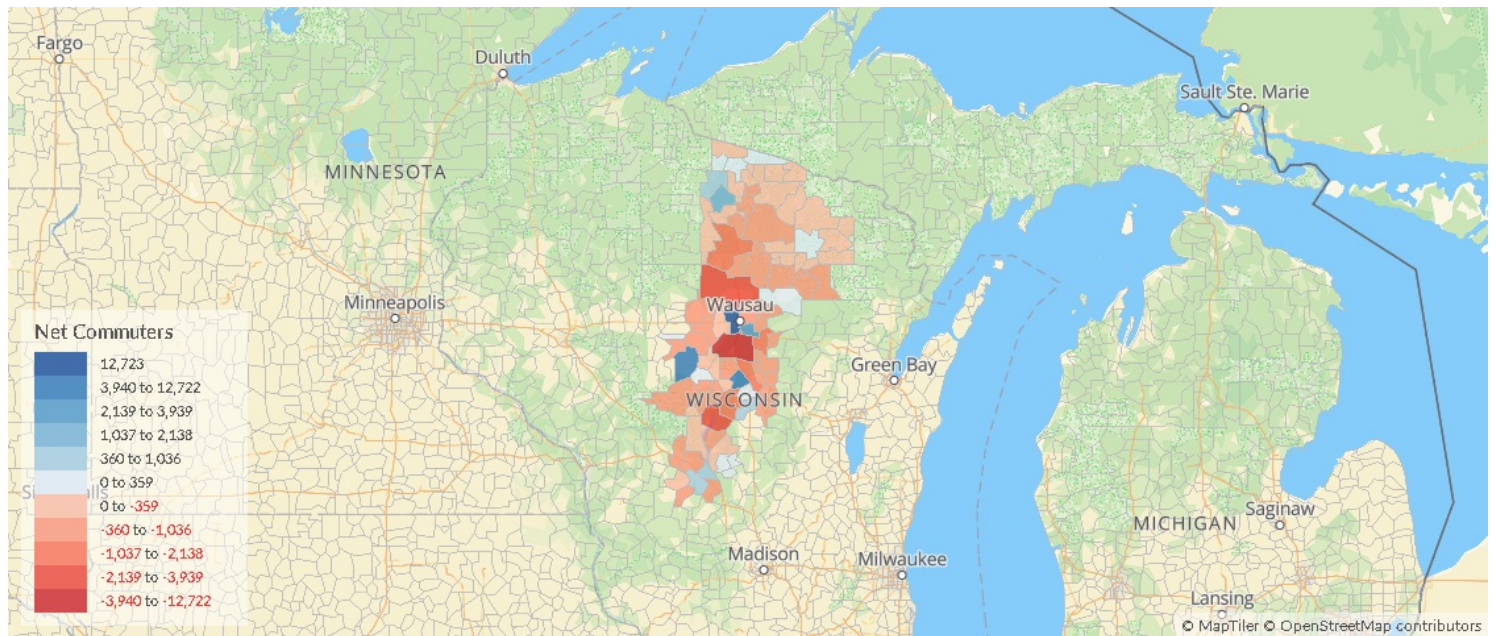 Fargo
Duluth
Sault Ste. Marie
MINNESOTA
Minneapolis
Wausau
Green Bay
WISCONSIN
Net Commuters
12,723
3,940 to 12,722
2,139 to 3,939
1,037 to 2,138
360 to 1,036
0 to 359
0 to -359
-360 to -1,036
-1,037 to -2,138
-2,139 to -3,939
-3,940 to -12,722
Saginaw
MICHIGAN
Madison
Milwaukee
Lansing
© MapTiler © OpenStreetMap contributors